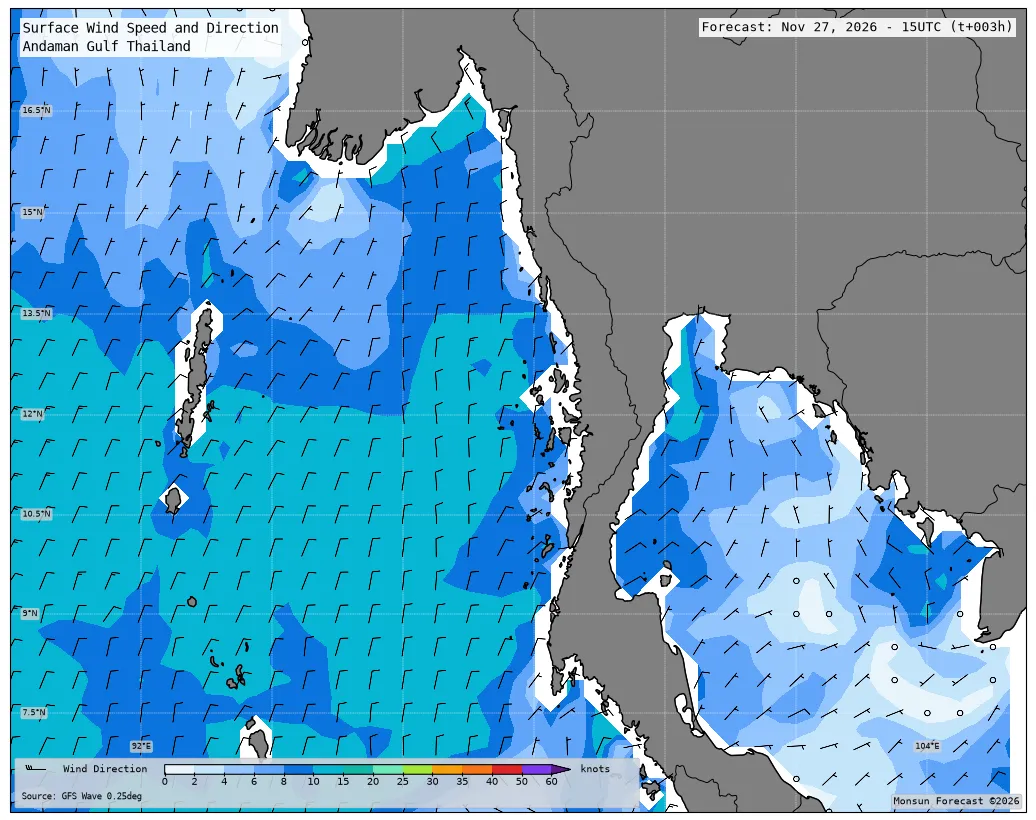 Surface Wind Speed and Direction
Andaman Gulf Thailand
Forecast: Nov 27, 2026 - 15UTC (t+003h)
16.5°N
15°N
13.5°N
12°N
10.5°N
9°N
7.5°N
92°E
104°E
Wind Direction
0 2 4 6 8 10 15 20 25 30 35 40 50 60
knots
Source: GFS Wave 0.25deg
Monsun Forecast ©2026